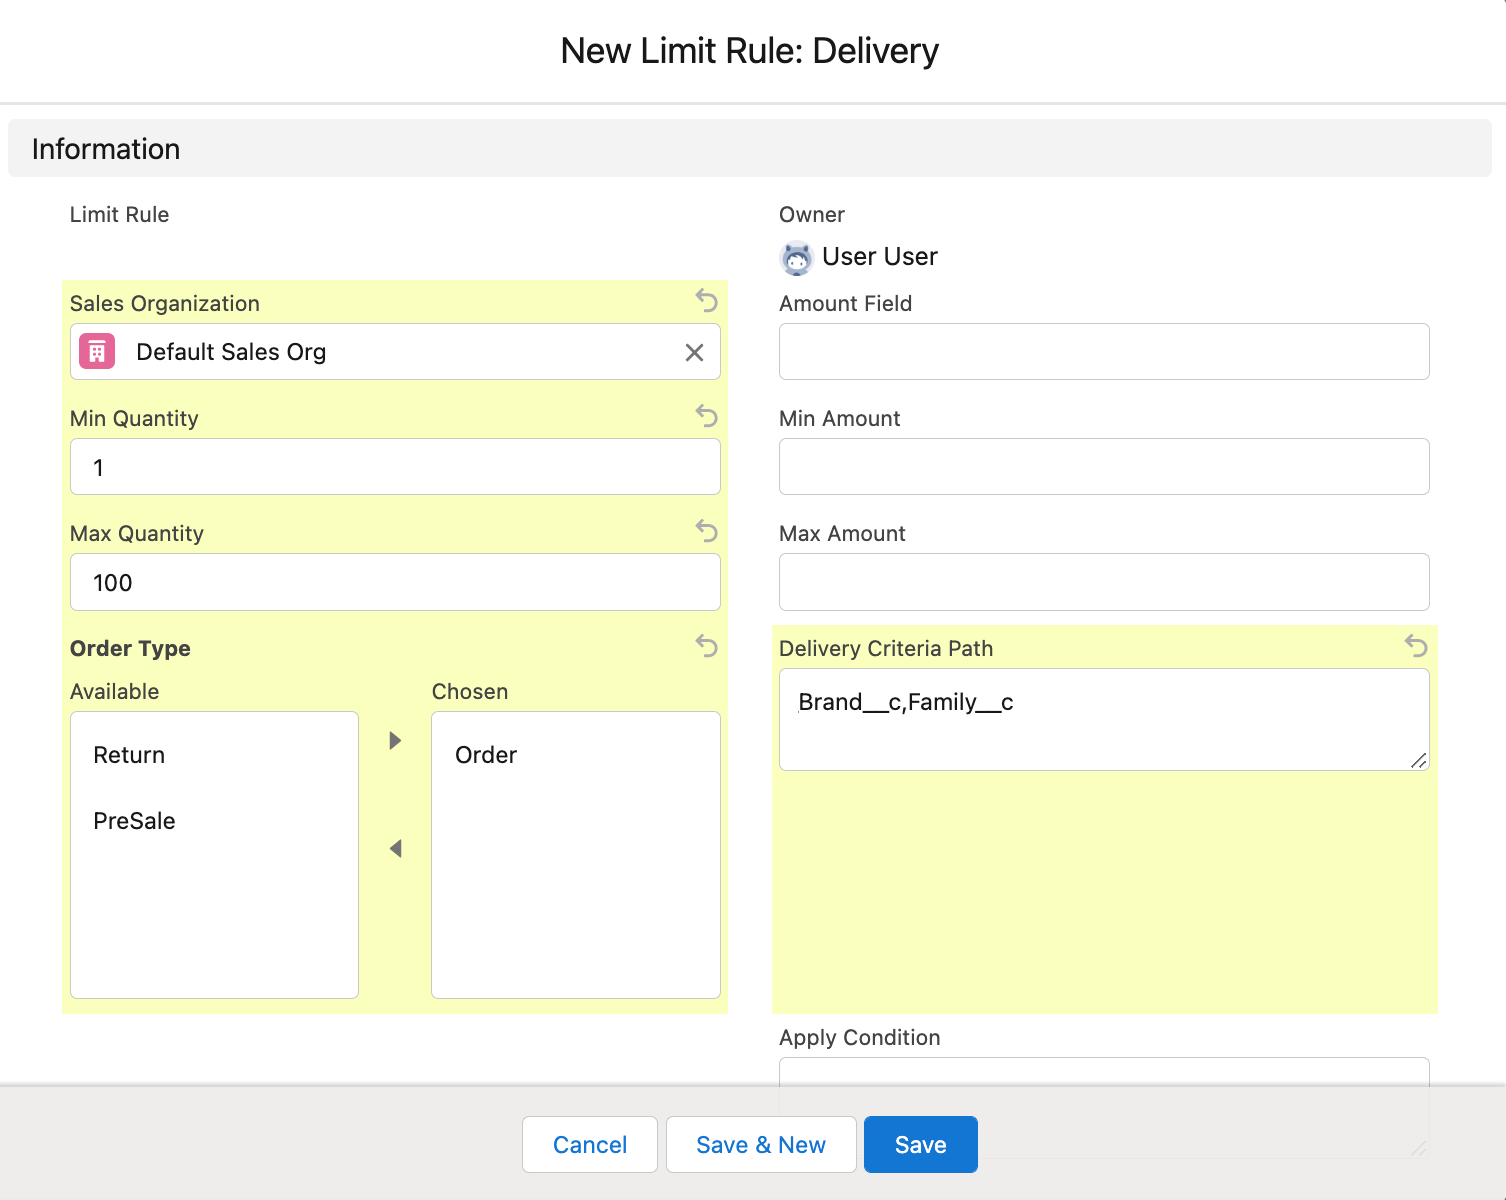 New Limit Rule: Delivery
Information
Limit Rule
Owner
User User
Sales Organization
Default Sales Org
Amount Field
Min Quantity
1
Min Amount
Max Quantity
100
Max Amount
Order Type
Available
Chosen
Return
PreSale
Order
Delivery Criteria Path
Brand__c,Family__c
Apply Condition
Cancel
Save & New
Save